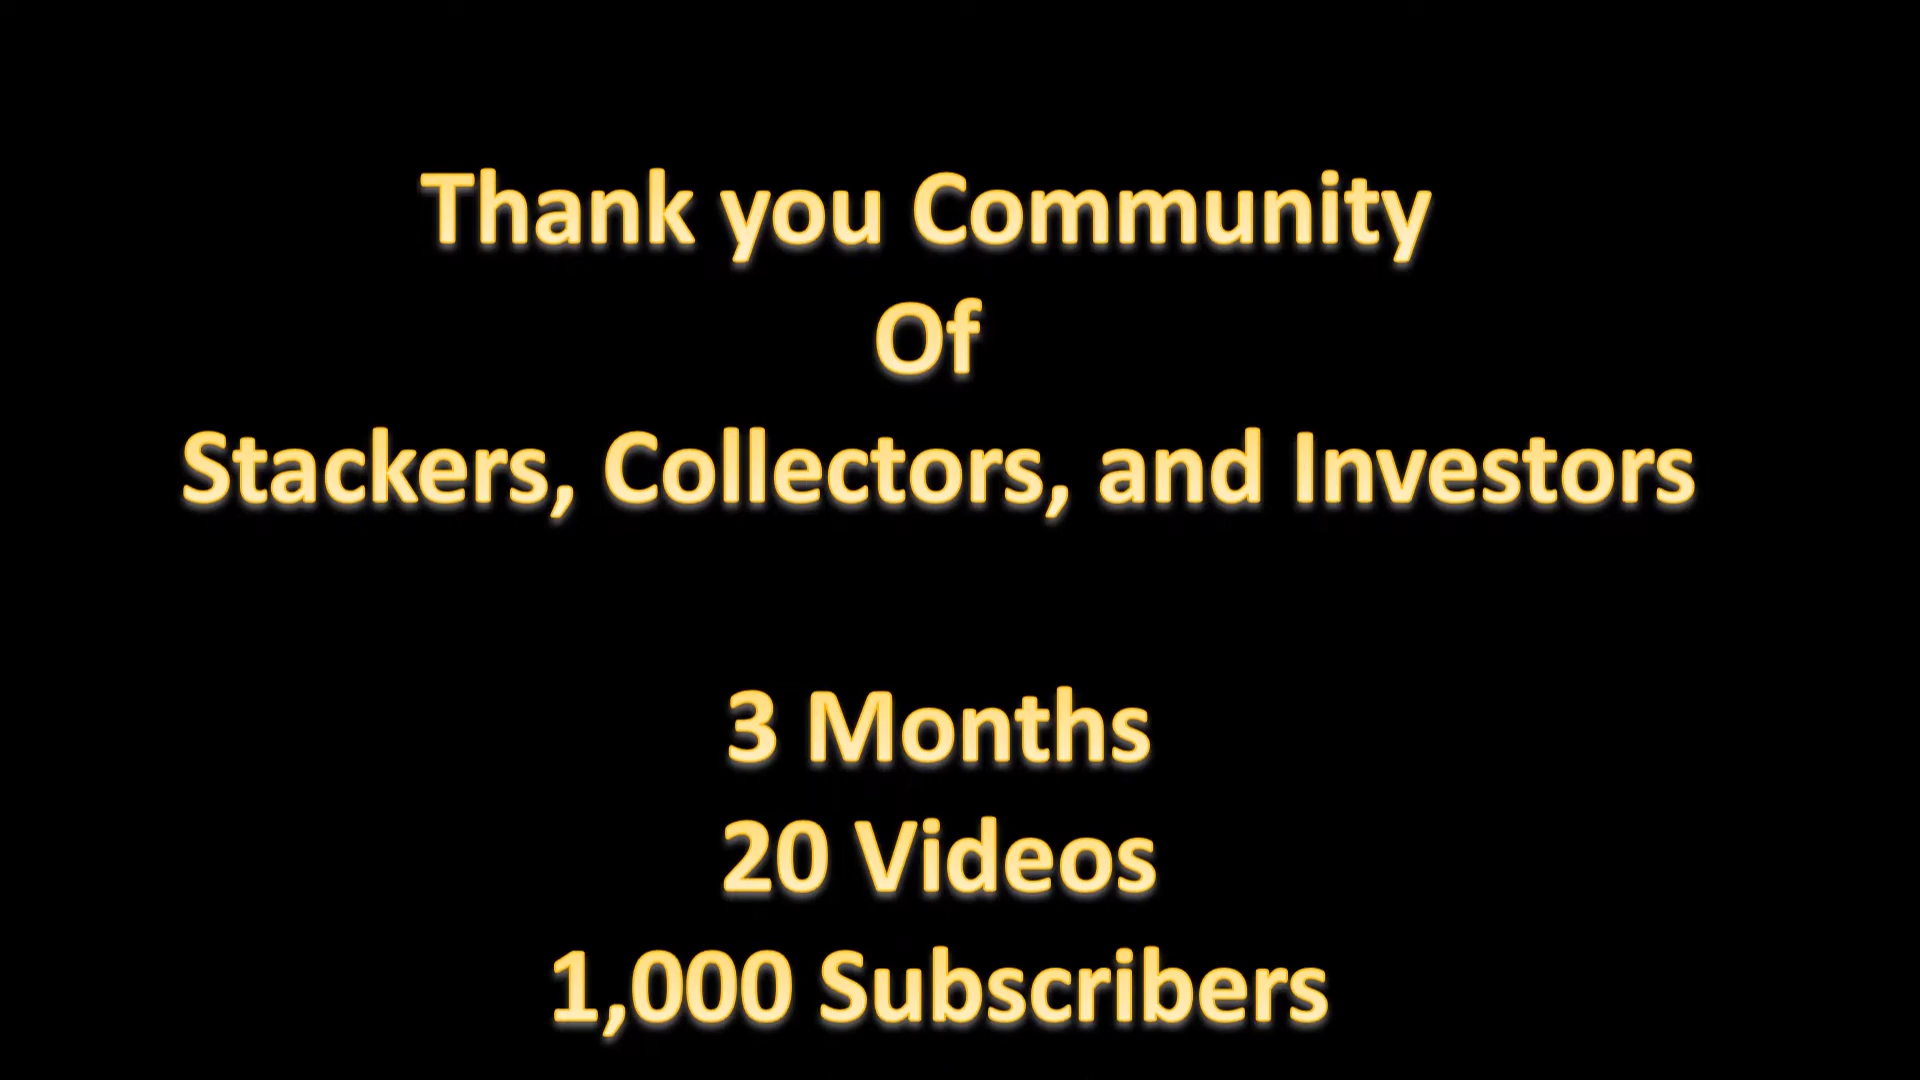 Thank you Community
Of
Stackers, Collectors, and Investors
3 Months
20 Videos
1,000 Subscribers